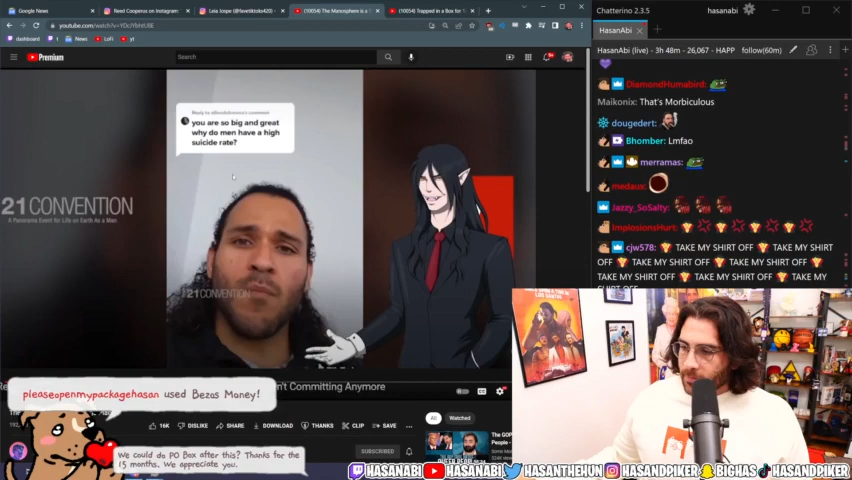 Google News
Reed Cooperus on Instagram:
(10054) The Manosphere is a
(10054) Trapped in a Box for
Chatterino 2.3.5
hasanabi
youtube.com/watch?v=
dashboard
t
News
LoFi
yt
HasanAbi
Premium
Search
HasanAbi (live) - 3h 48m - 26,067 - HAPP
follow(60m)
you are so big and great
why do men have a high
suicide rate?
DiamondHumabird:
Maikonix: That's Morbiculous
dougedert:
Bhomber: Lmfao
merramas:
medaux:
Jazzy_SoSalty:
ImplosionsHurt:
cjw578: TAKE MY SHIRT
OFF TAKE MY SHIRT OFF TAKE MY SHIRT
OFF TAKE MY SHIRT OFF TAKE MY SHIRT
TAKE MY SHIRT OFF TAKE MY
SHIRT OFF
21 CONVENTION
A Panorama Event for Life on Earth As a Man
21 CONVENTION
n't Committing Anymore
pleaseopenmypackagehasan used Bezos Money!
16K
DISLIKE
SHARE
DOWNLOAD
THANKS
CLIP
SAVE
All
Watched
SUBSCRIBED
The GOP
People -
We could do PO Box after this? Thanks for the
15 months. We appreciate you.
HASANABI
HASANABI
HASANTHEHUN
HASANDPIKER
BIGHAS
HASANDPIKER